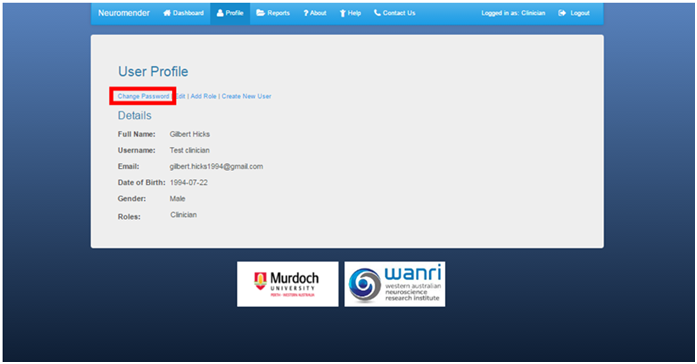 Neuromender Dashboard Profile Reports ? About Help Contact Us Logged in as: Clinician Logout
User Profile
Change Password | Edit | Add Role | Create New User
Details
Full Name: Gilbert Hicks
Username: Test clinician
Email: gilbert.hicks1994@gmail.com
Date of Birth: 1994-07-22
Gender: Male
Roles: Clinician
Murdoch
UNIVERSITY
PERTH - WESTERN AUSTRALIA
wanri
western australian
neuroscience
research institute